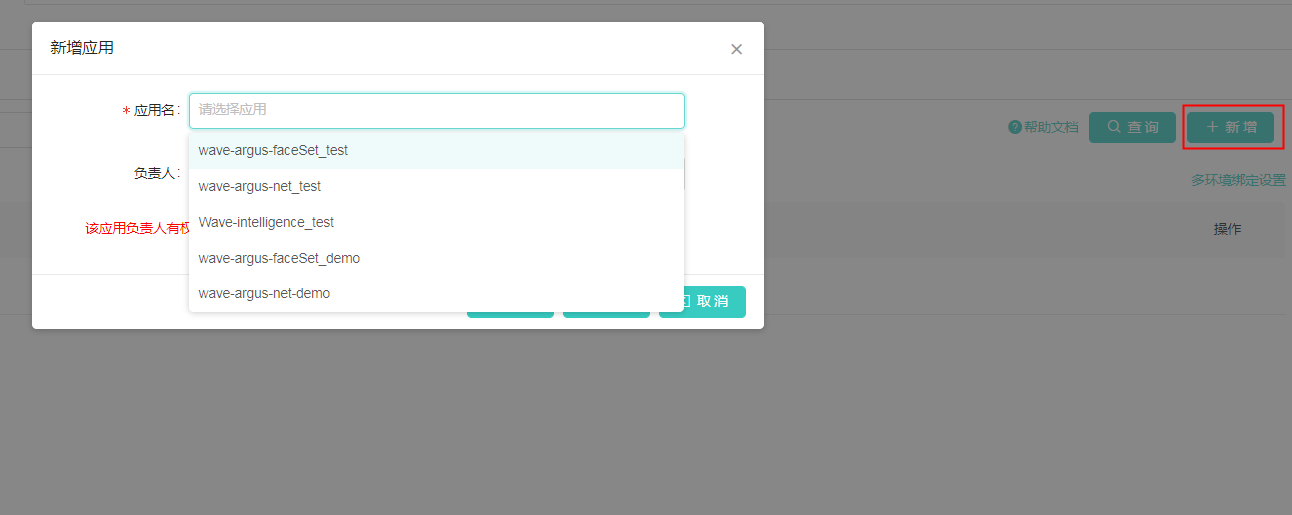 新增应用
* 应用名:
请选择应用
wave-argus-faceSet_test
负责人:
wave-argus-net_test
Wave-intelligence_test
该应用负责人有
wave-argus-faceSet_demo
wave-argus-net-demo
取消
帮助文档
查询
新增
多环境绑定设置
操作